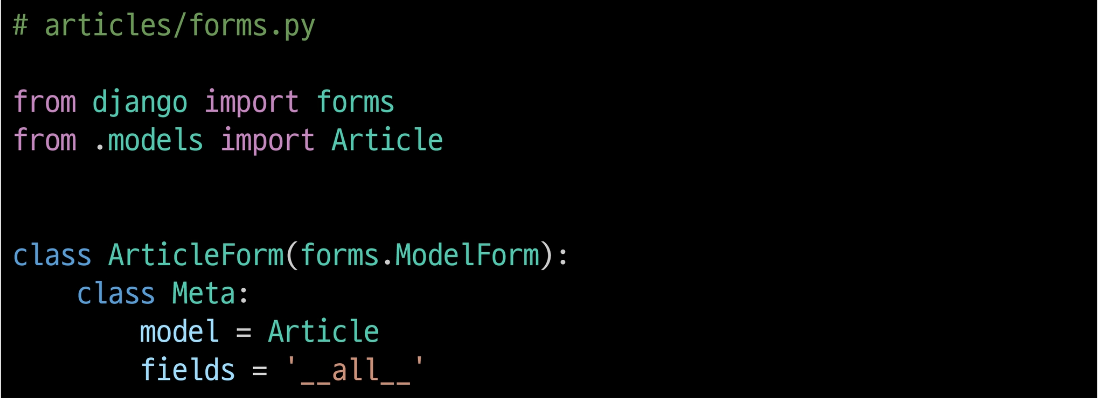 # articles/forms.py
from django import forms
from .models import Article
class ArticleForm(forms.ModelForm):
    class Meta:
        model = Article
        fields = '__all__'